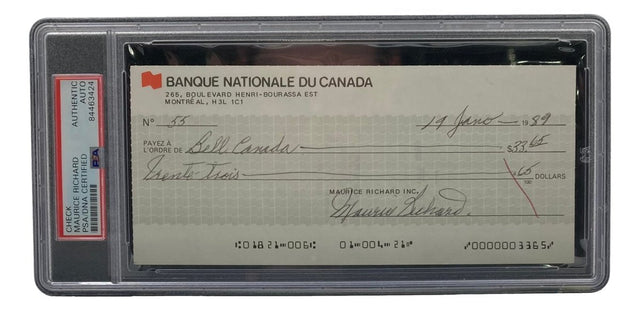 CHECK
MAURICE RICHARD
PSA/DNA CERTIFIED
AUTHENTIC
AUTO
84463424
PSA
BANQUE NATIONALE DU CANADA
265, BOULEVARD HENRI-BOURASSA EST
MONTRÉAL, H3L 1C1
N° 55
19 Janv 1989
PAYEZ À
L'ORDRE DE Bell Canada $33.65
Trente trois 65
100 DOLLARS
MAURICE RICHARD INC.
Maurice Richard.
⑆01821⑉006⑆ 01⑉004⑉21⑈ ⑈0000003365⑈